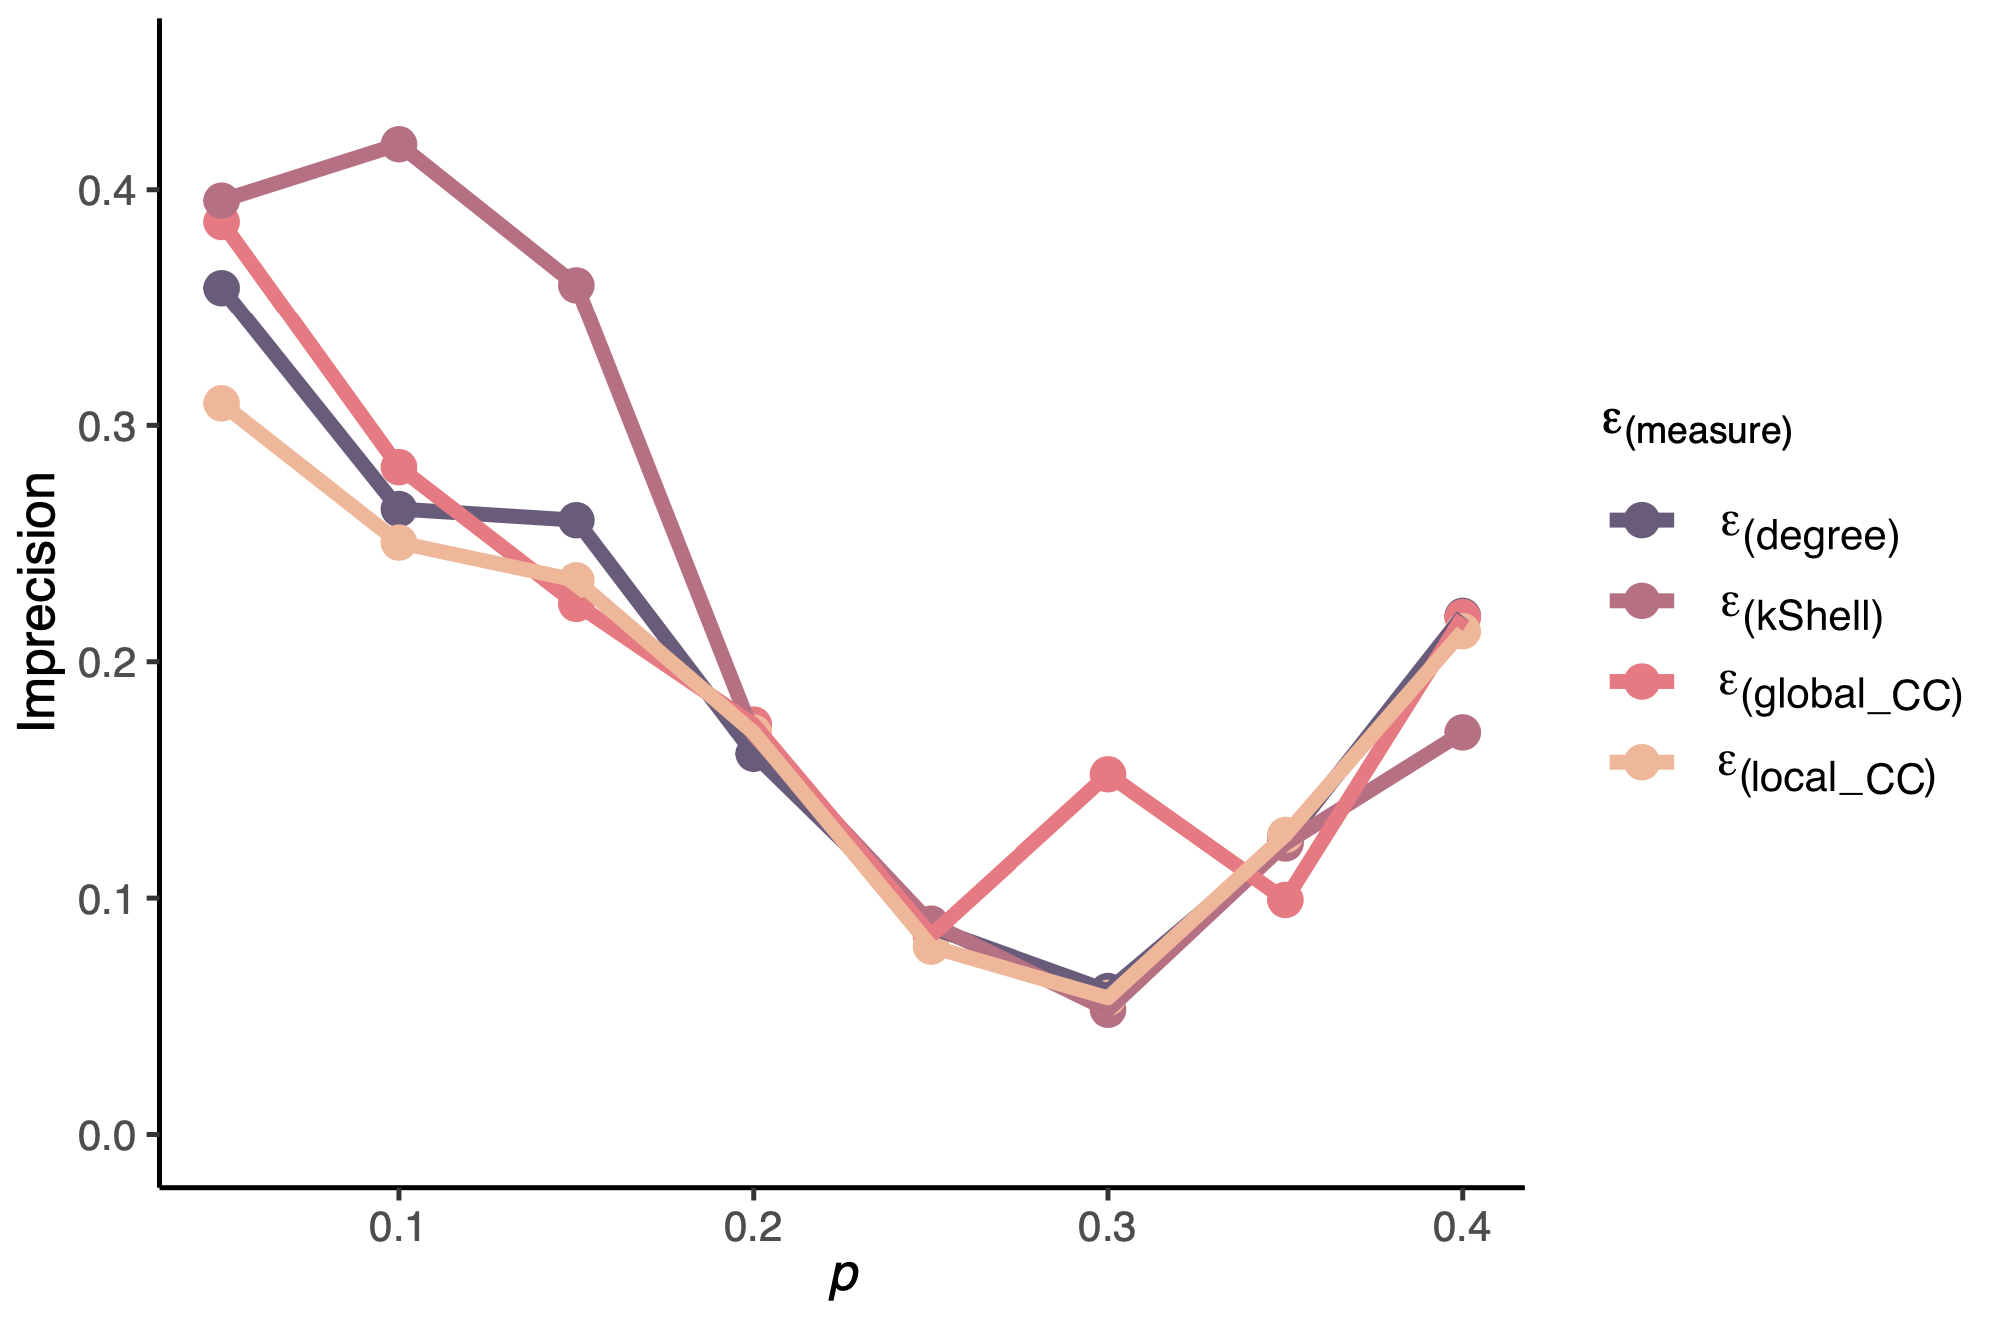 Imprecision
0.4
0.3
0.2
0.1
0.0
0.1 0.2 0.3 0.4
p
ε(measure)
ε(degree)
ε(kShell)
ε(global_CC)
ε(local_CC)